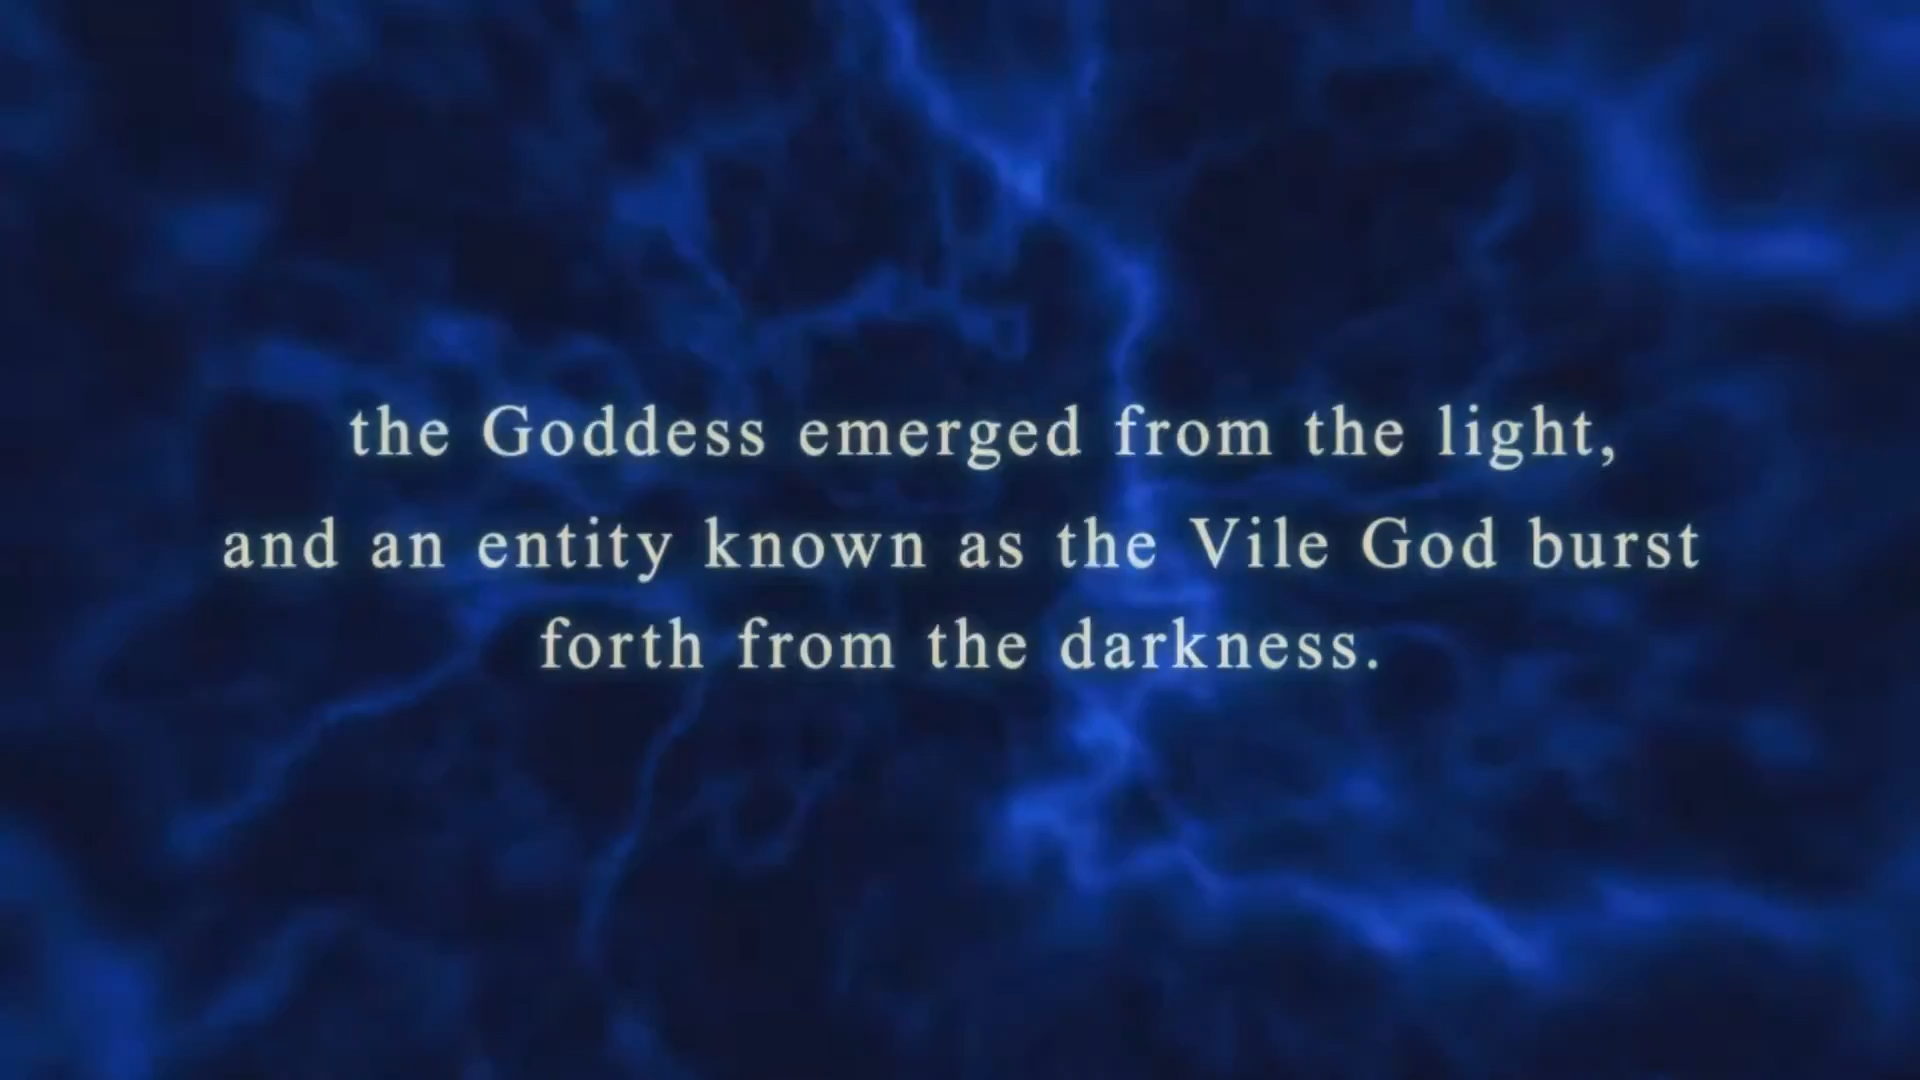 the Goddess emerged from the light,
and an entity known as the Vile God burst
forth from the darkness.